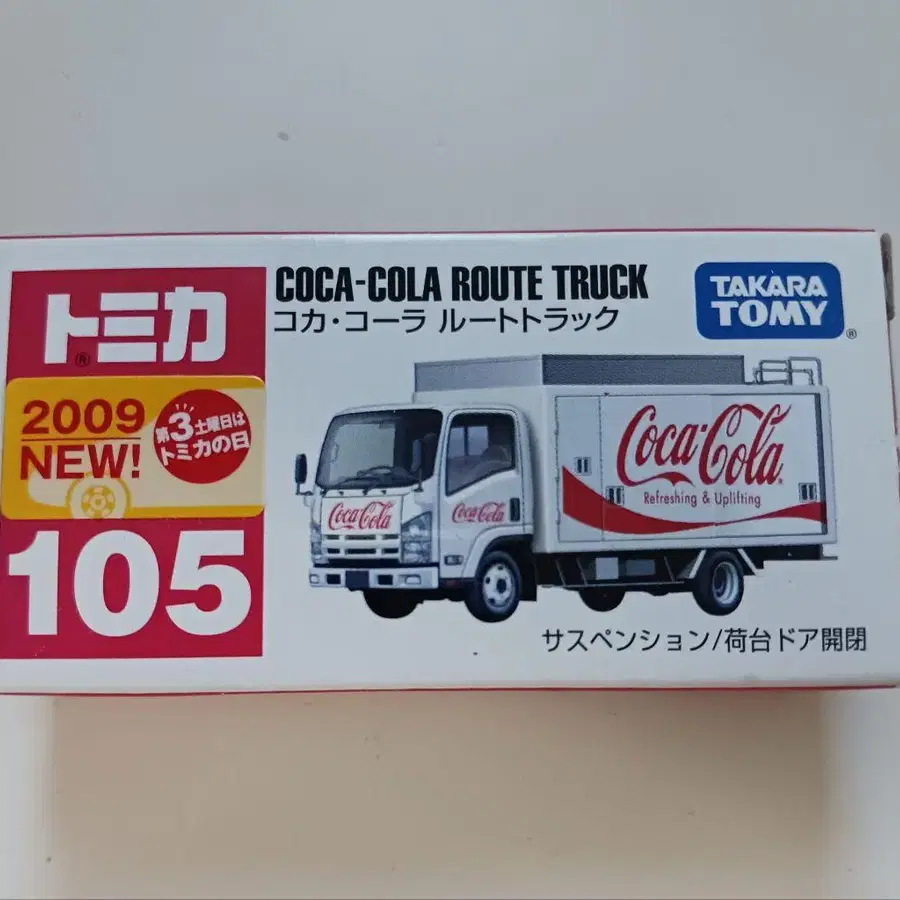 トミカ®
2009
NEW!
第3土曜日は
トミカの日
105
COCA-COLA ROUTE TRUCK
コカ・コーラ ルートトラック
TAKARA
TOMY®
Coca-Cola
Coca-Cola
Coca-Cola®
Refreshing & Uplifting
サスペンション/荷台ドア開閉